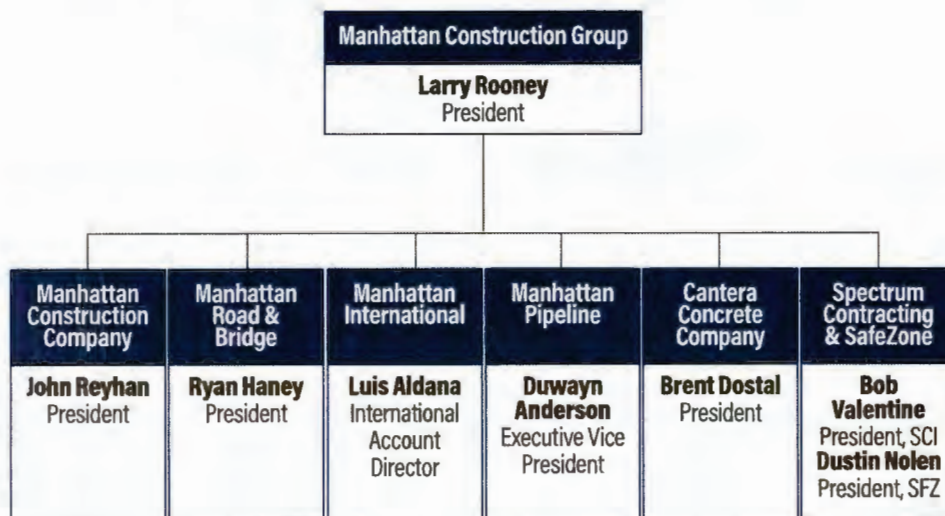 Manhattan Construction Group
Larry Rooney
President
Manhattan
Construction
Company
John Reyhan
President
Manhattan
Road &
Bridge
Ryan Haney
President
Manhattan
International
Luis Aldana
International
Account
Director
Manhattan
Pipeline
Duwayn
Anderson
Executive Vice
President
Cantera
Concrete
Company
Brent Dostal
President
Spectrum
Contracting
& SafeZone
Bob
Valentine
President, SCI
Dustin Nolen
President, SFZ